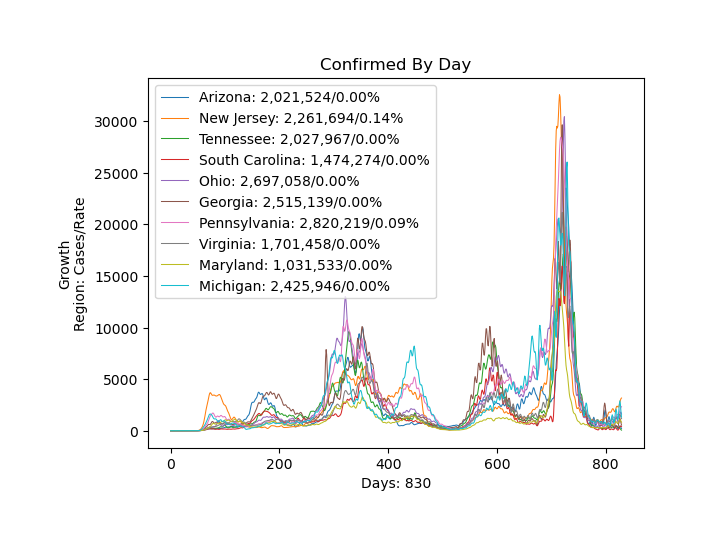 Confirmed By Day
Growth
Region: Cases/Rate
30000
25000
20000
15000
10000
5000
0
Arizona: 2,021,524/0.00%
New Jersey: 2,261,694/0.14%
Tennessee: 2,027,967/0.00%
South Carolina: 1,474,274/0.00%
Ohio: 2,697,058/0.00%
Georgia: 2,515,139/0.00%
Pennsylvania: 2,820,219/0.09%
Virginia: 1,701,458/0.00%
Maryland: 1,031,533/0.00%
Michigan: 2,425,946/0.00%
0 200 400 600 800
Days: 830